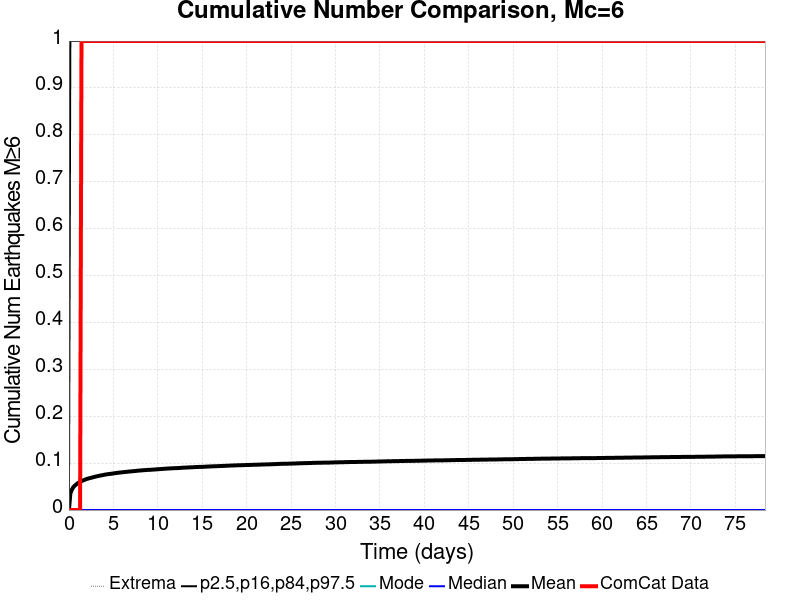 Cumulative Number Comparison, Mc=6
Cumulative Num Earthquakes M≥6
1
0.9
0.8
0.7
0.6
0.5
0.4
0.3
0.2
0.1
0
0 5 10 15 20 25 30 35 40 45 50 55 60 65 70 75
Time (days)
Extrema p2.5,p16,p84,p97.5 Mode Median Mean ComCat Data